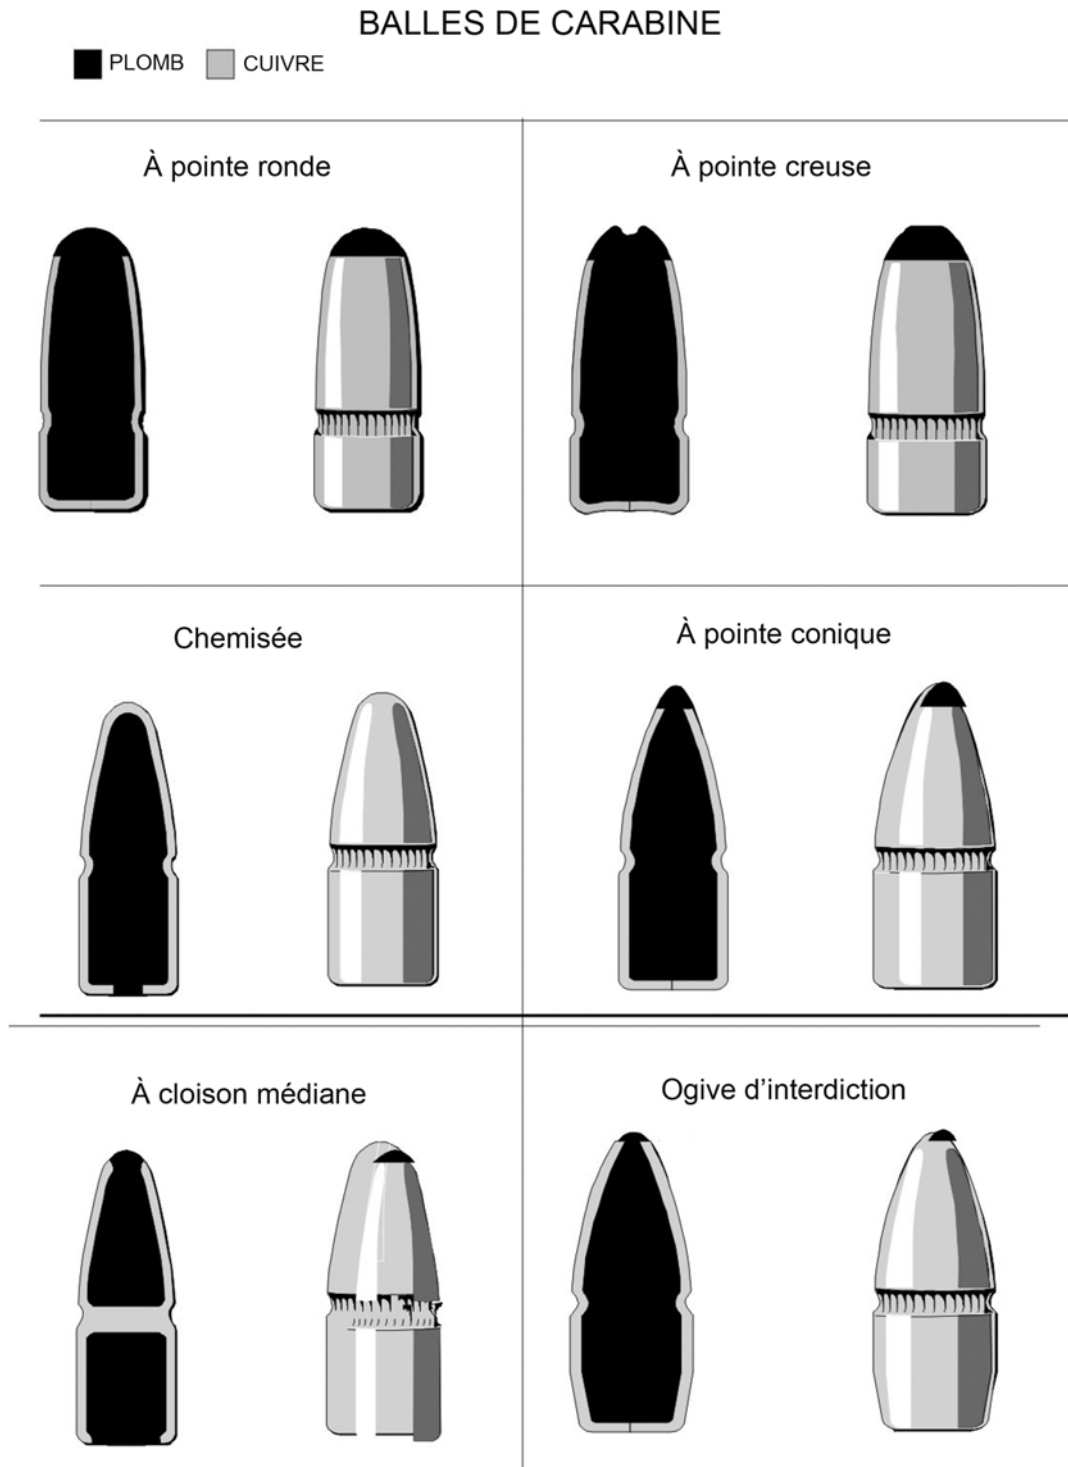 BALLES DE CARABINE
PLOMB CUIVRE
À pointe ronde
À pointe creuse
Chemisée
À pointe conique
À cloison médiane
Ogive d’interdiction